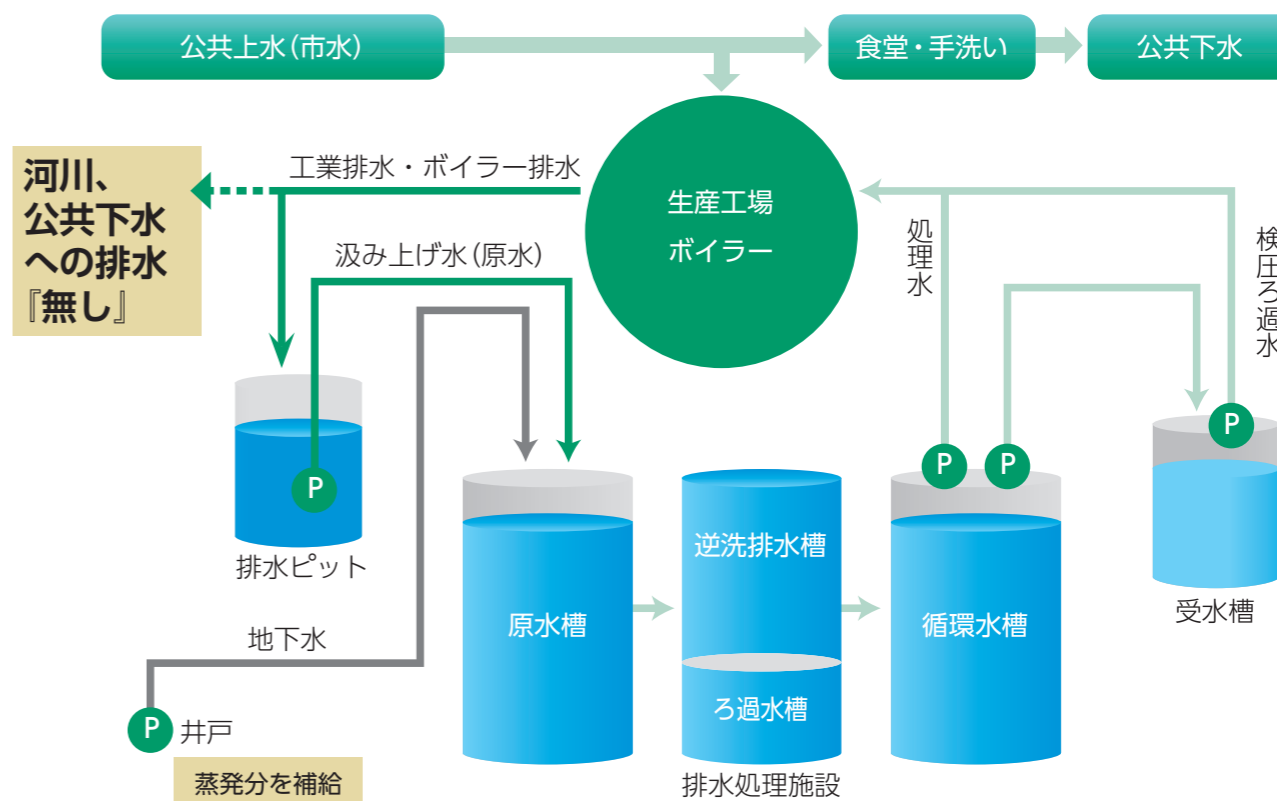 公共上水(市水)
食堂・手洗い
公共下水
河川、
公共下水
への排水
『無し』
工業排水・ボイラー排水
汲み上げ水(原水)
生産工場
ボイラー
処理水
検圧ろ過水
P
P
P
P
排水ピット
原水槽
逆洗排水槽
ろ過水槽
循環水槽
受水槽
地下水
P
井戸
蒸発分を補給
排水処理施設